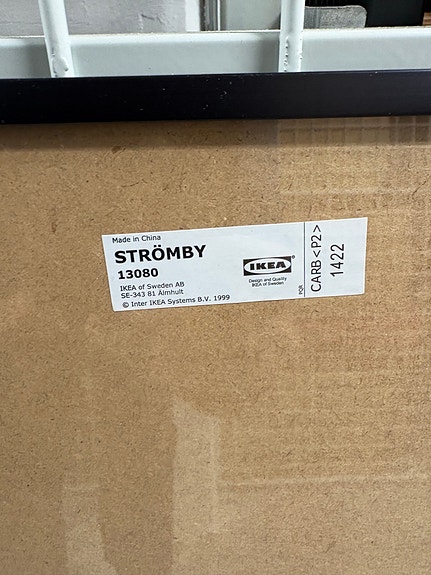 Made in China
STRÖMBY
13080
IKEA of Sweden AB
SE-343 81 Älmhult
© Inter IKEA Systems B.V. 1999
IKEA
Design and Quality
IKEA of Sweden
PQR
CARB <P2>
1422